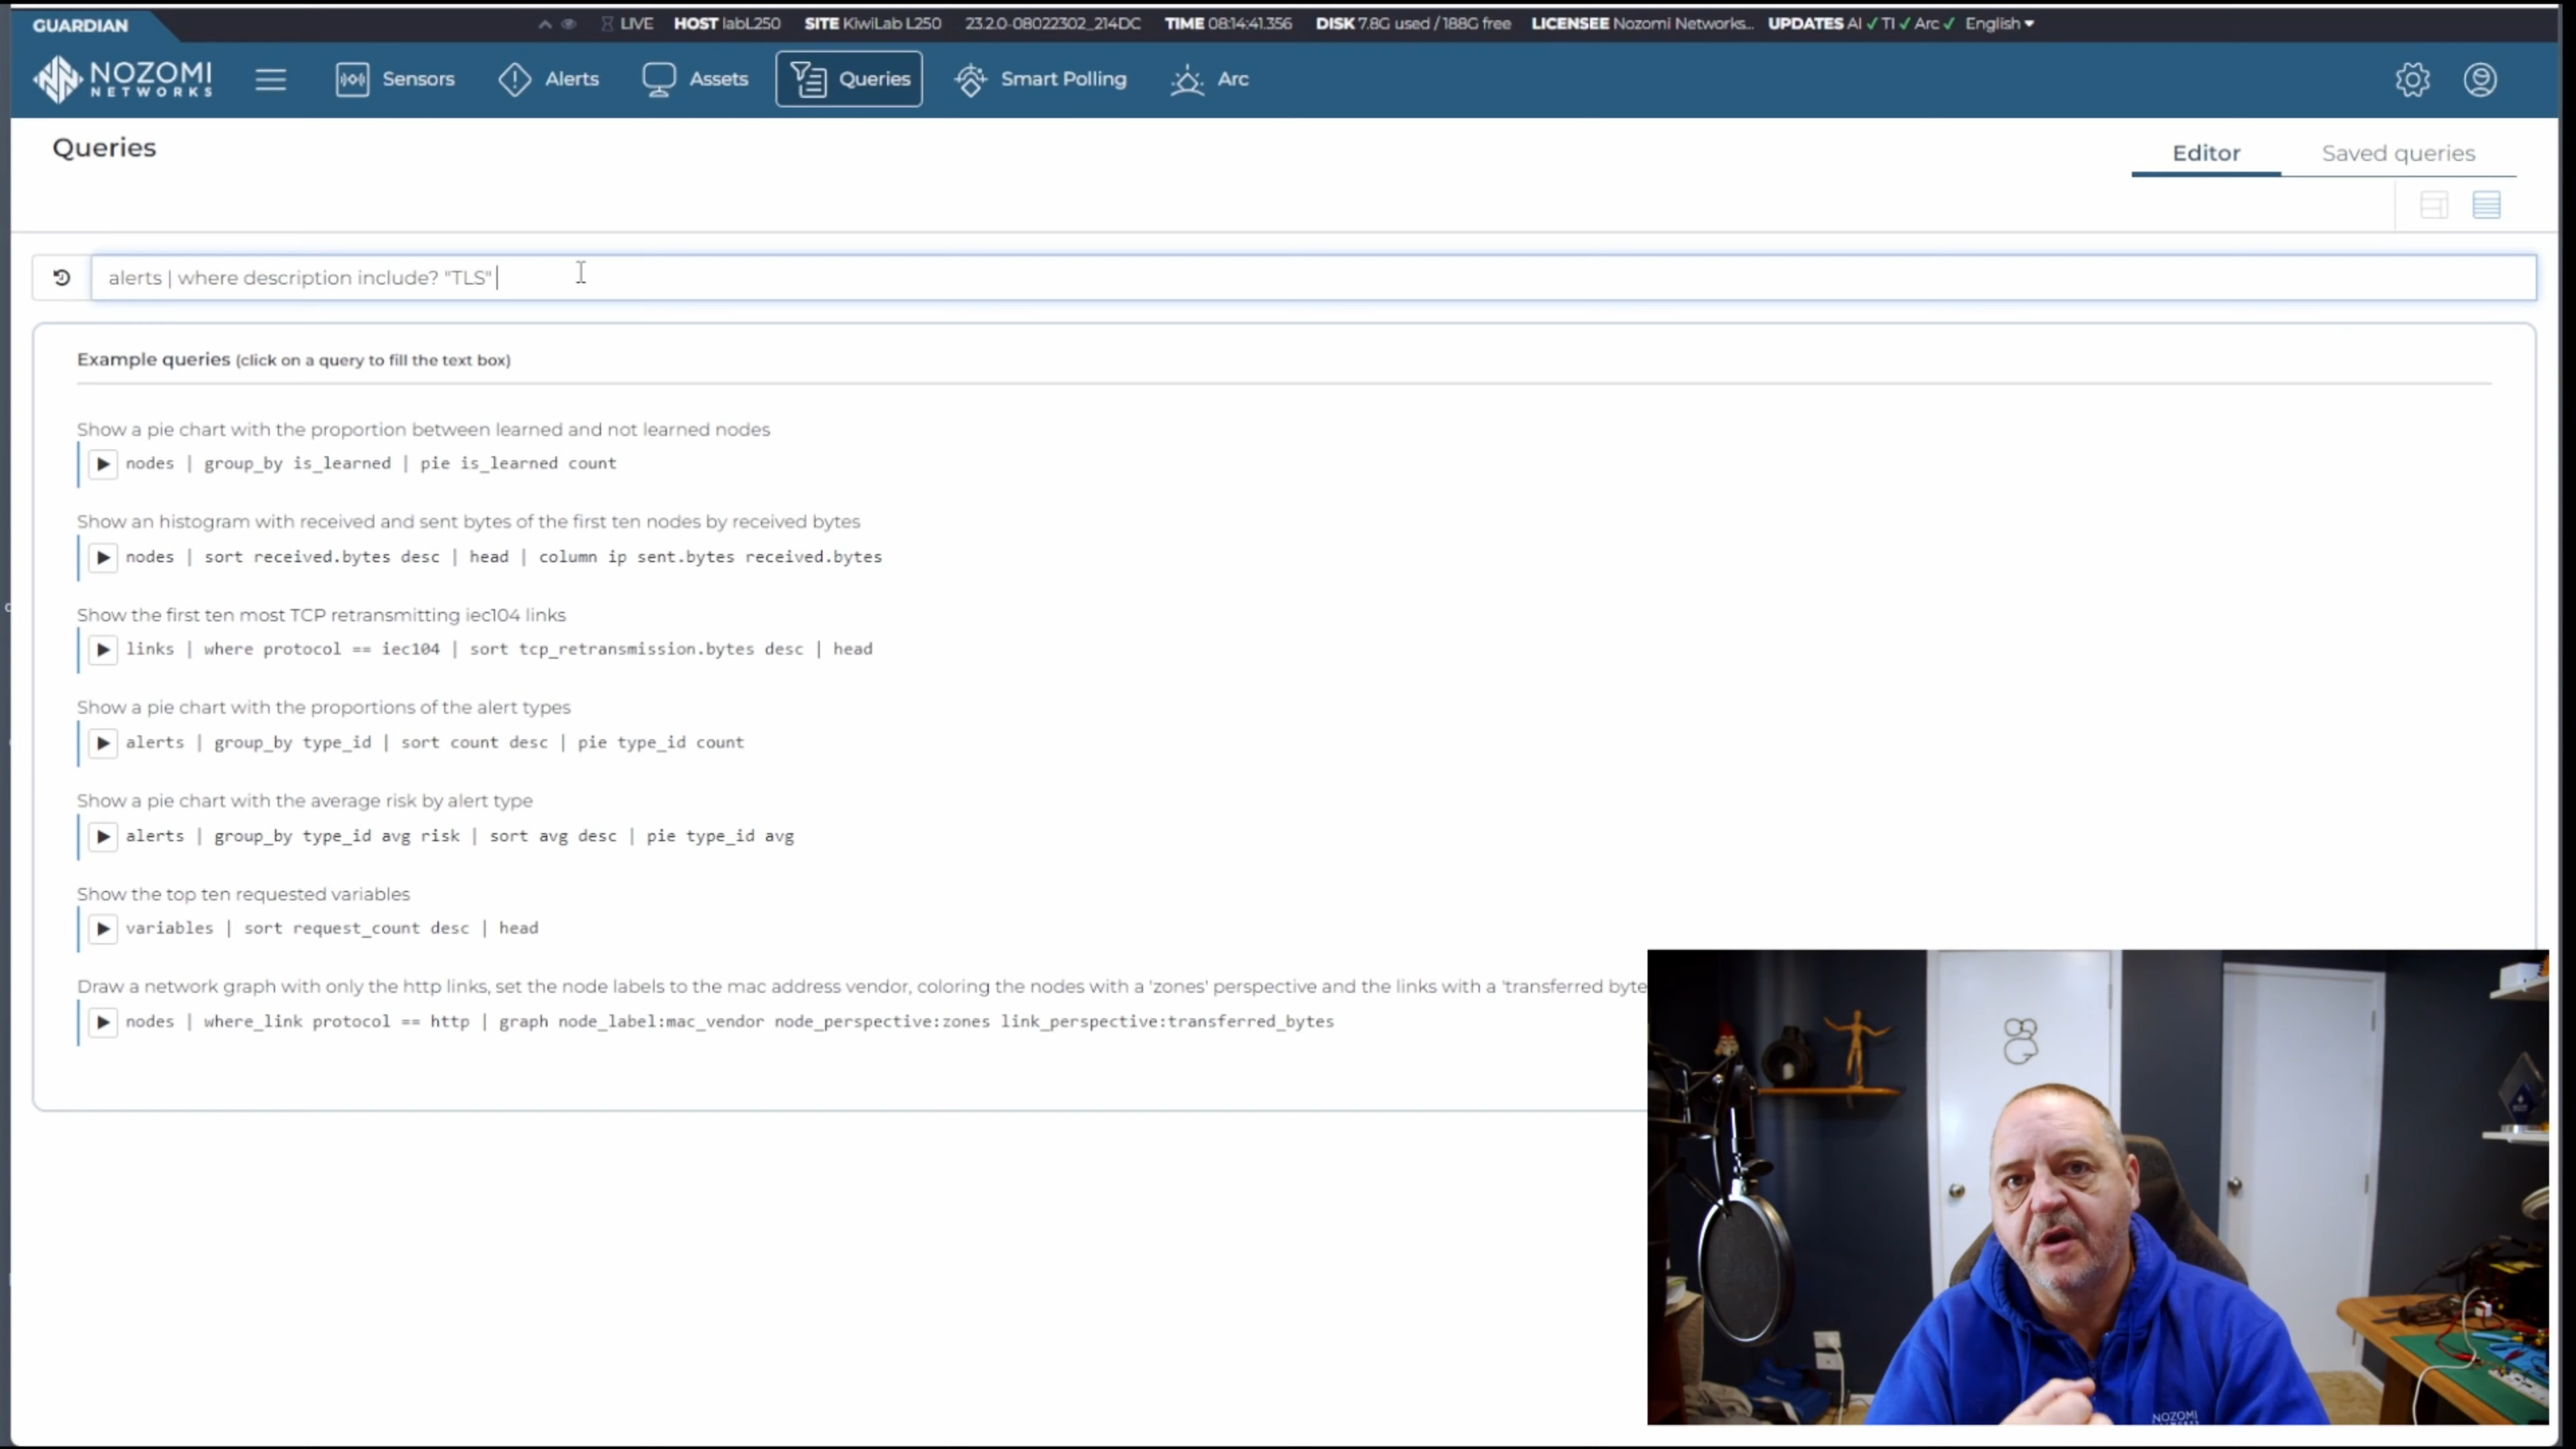 GUARDIAN
LIVE HOST labL250 SITE KiwiLab L250 23.2.0-08022302_214DC TIME 08:14:41.356 DISK 7.8G used / 188G free LICENSEE Nozomi Networks... UPDATES AI ✓ TI ✓ Arc ✓ English
NOZOMI
NETWORKS
Sensors Alerts Assets Queries Smart Polling Arc
Queries
Editor Saved queries
alerts | where description include? "TLS"
Example queries (click on a query to fill the text box)
Show a pie chart with the proportion between learned and not learned nodes
nodes | group_by is_learned | pie is_learned count
Show an histogram with received and sent bytes of the first ten nodes by received bytes
nodes | sort received.bytes desc | head | column ip sent.bytes received.bytes
Show the first ten most TCP retransmitting iec104 links
links | where protocol == iec104 | sort tcp_retransmission.bytes desc | head
Show a pie chart with the proportions of the alert types
alerts | group_by type_id | sort count desc | pie type_id count
Show a pie chart with the average risk by alert type
alerts | group_by type_id avg risk | sort avg desc | pie type_id avg
Show the top ten requested variables
variables | sort request_count desc | head
Draw a network graph with only the http links, set the node labels to the mac address vendor, coloring the nodes with a 'zones' perspective and the links with a 'transferred byte
nodes | where_link protocol == http | graph node_label:mac_vendor node_perspective:zones link_perspective:transferred_bytes
NOZOMI